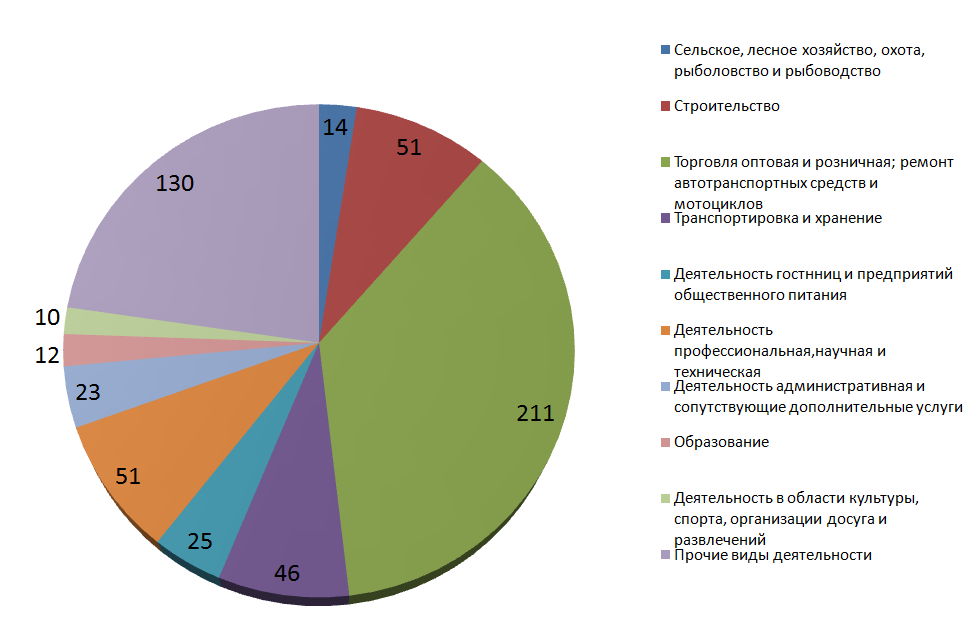 14
51
211
46
25
51
23
12
10
130
Сельское, лесное хозяйство, охота,
рыболовство и рыбоводство
Строительство
Торговля оптовая и розничная; ремонт
автотранспортных средств и
мотоциклов
Транспортировка и хранение
Деятельность гостнниц и предприятий
общественного питания
Деятельность
профессиональная,научная и
техническая
Деятельность административная и
сопутствующие дополнительные услуги
Образование
Деятельность в области культуры,
спорта, организации досуга и
развлечений
Прочие виды деятельности